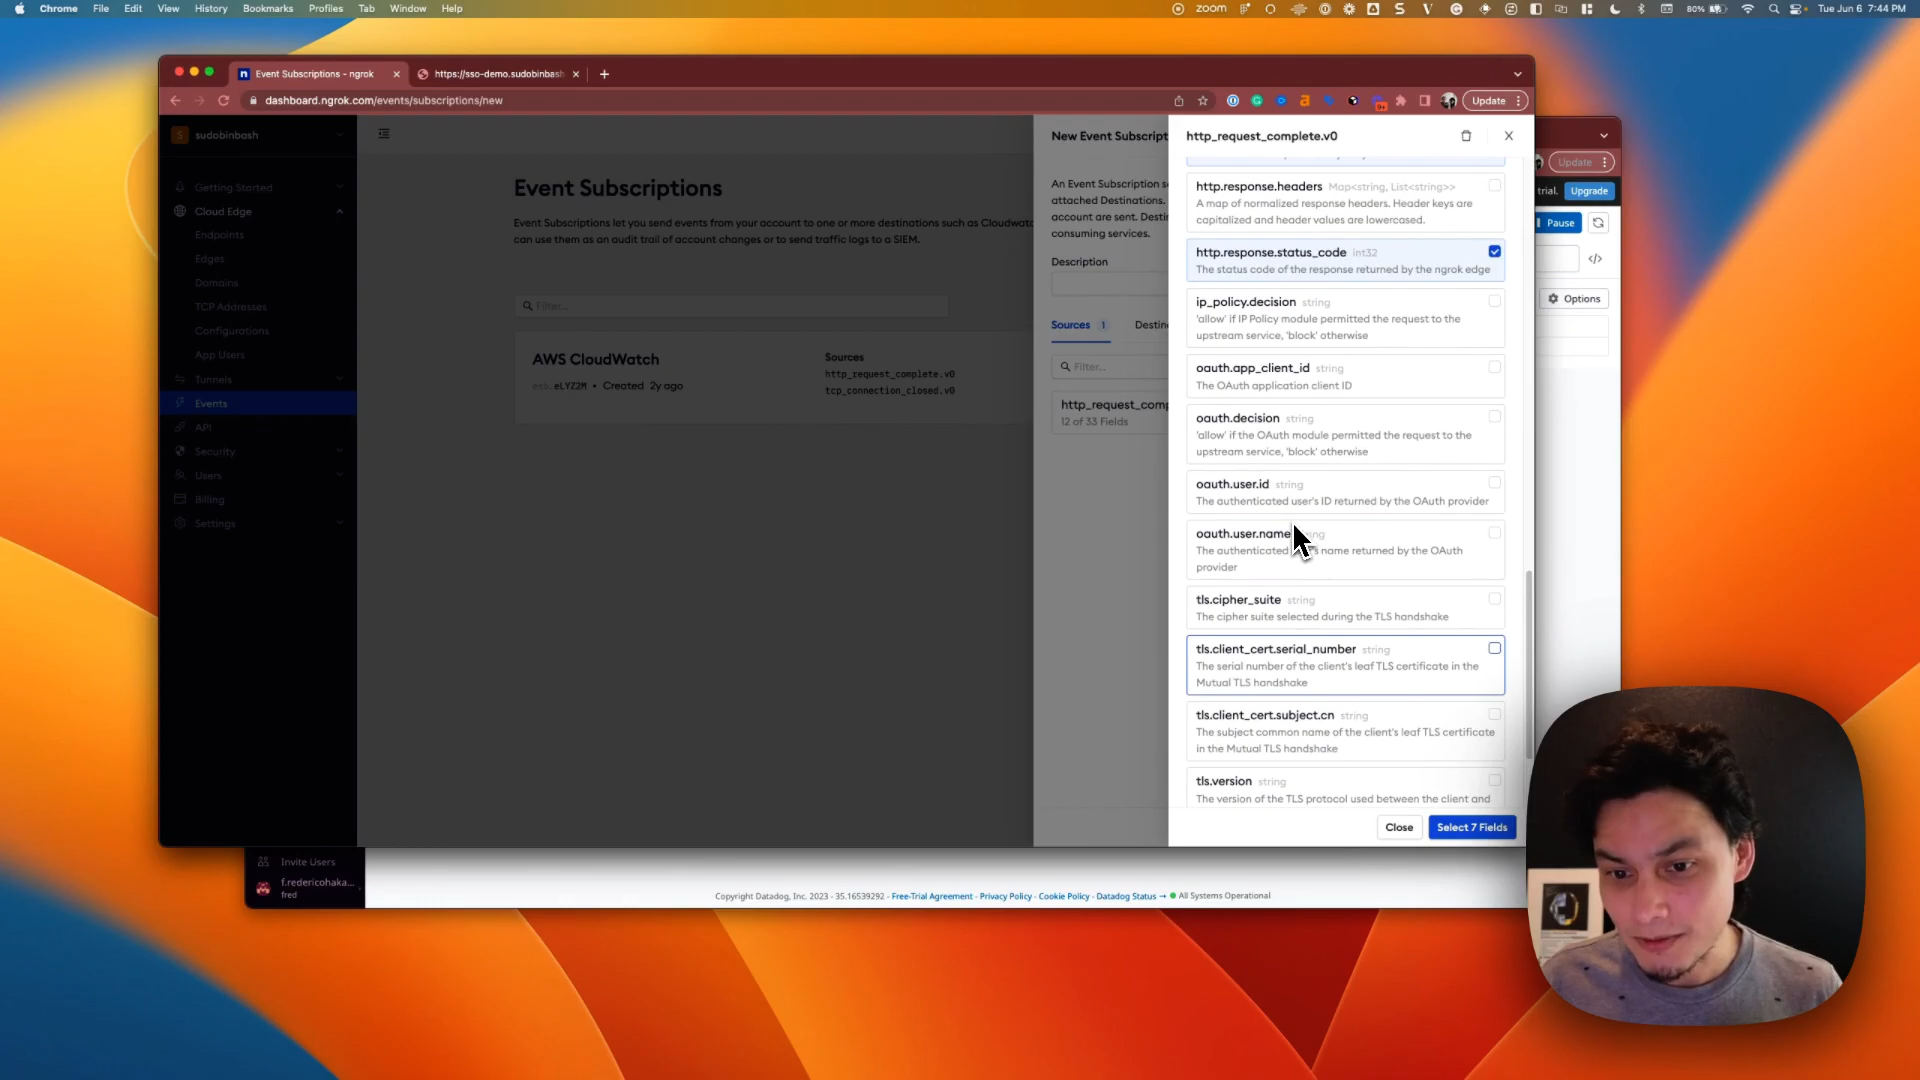 Chrome File Edit View History Bookmarks Profiles Tab Window Help
zoom 80% Tue Jun 6 7:44 PM
Event Subscriptions - ngrok
https://sso-demo.sudobinbash
dashboard.ngrok.com/events/subscriptions/new
Update
sudobinbash
Getting Started
Cloud Edge
Endpoints
Edges
Domains
TCP Addresses
Configurations
App Users
Tunnels
Events
API
Security
Users
Billing
Settings
Event Subscriptions
Event Subscriptions let you send events from your account to one or more destinations such as Cloudwatc
can use them as an audit trail of account changes or to send traffic logs to a SIEM.
Filter...
AWS CloudWatch
eLYZ2M • Created 2y ago
Sources
http_request_complete.v0
tcp_connection_closed.v0
New Event Subscript
An Event Subscription s
attached Destinations.
account are sent. Desti
consuming services.
Description
Sources 1 Destin
Filter...
http_request_comp
12 of 33 Fields
http_request_complete.v0
http.response.headers Map<string, List<string>>
A map of normalized response headers. Header keys are
capitalized and header values are lowercased.
http.response.status_code int32
The status code of the response returned by the ngrok edge
ip_policy.decision string
'allow' if IP Policy module permitted the request to the
upstream service, 'block' otherwise
oauth.app_client_id string
The OAuth application client ID
oauth.decision string
'allow' if the OAuth module permitted the request to the
upstream service, 'block' otherwise
oauth.user.id string
The authenticated user's ID returned by the OAuth provider
oauth.user.name
The authenticated name returned by the OAuth
provider
tls.cipher_suite string
The cipher suite selected during the TLS handshake
tls.client_cert.serial_number string
The serial number of the client's leaf TLS certificate in the
Mutual TLS handshake
tls.client_cert.subject.cn string
The subject common name of the client's leaf TLS certificate
in the Mutual TLS handshake
tls.version string
The version of the TLS protocol used between the client and
Close Select 7 Fields
Update
trial. Upgrade
Pause
Options
Invite Users
f.redericohaka...
fred
Copyright Datadog, Inc. 2023 - 35.16539292 - Free-Trial Agreement - Privacy Policy - Cookie Policy - Datadog Status → All Systems Operational